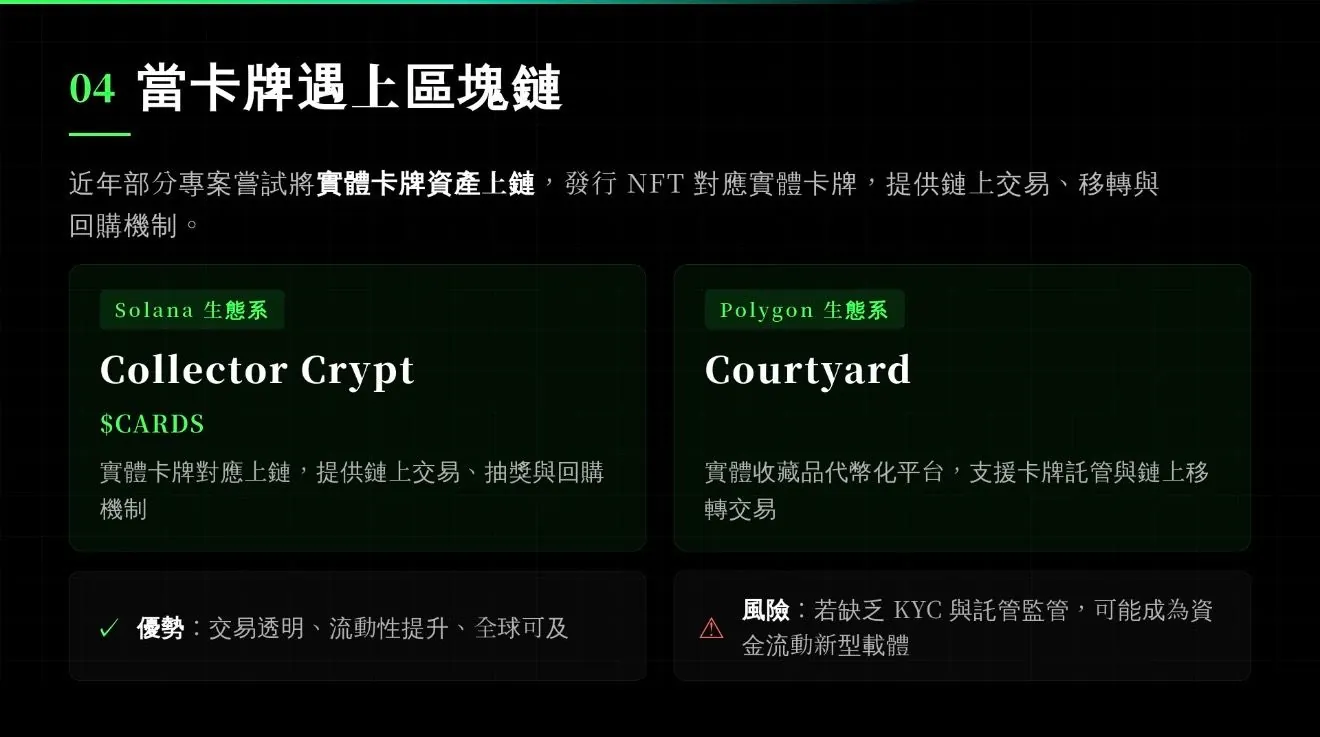 04 當卡牌遇上區塊鏈
近年部分專案嘗試將實體卡牌資產上鏈，發行 NFT 對應實體卡牌，提供鏈上交易、移轉與
回購機制。
Solana 生態系
Collector Crypt
$CARDS
實體卡牌對應上鏈，提供鏈上交易、抽獎與回購
機制
Polygon 生態系
Courtyard
實體收藏品代幣化平台，支援卡牌託管與鏈上移
轉交易
✓ 優勢：交易透明、流動性提升、全球可及
⚠ 風險：若缺乏 KYC 與託管監管，可能成為資
金流動新型載體